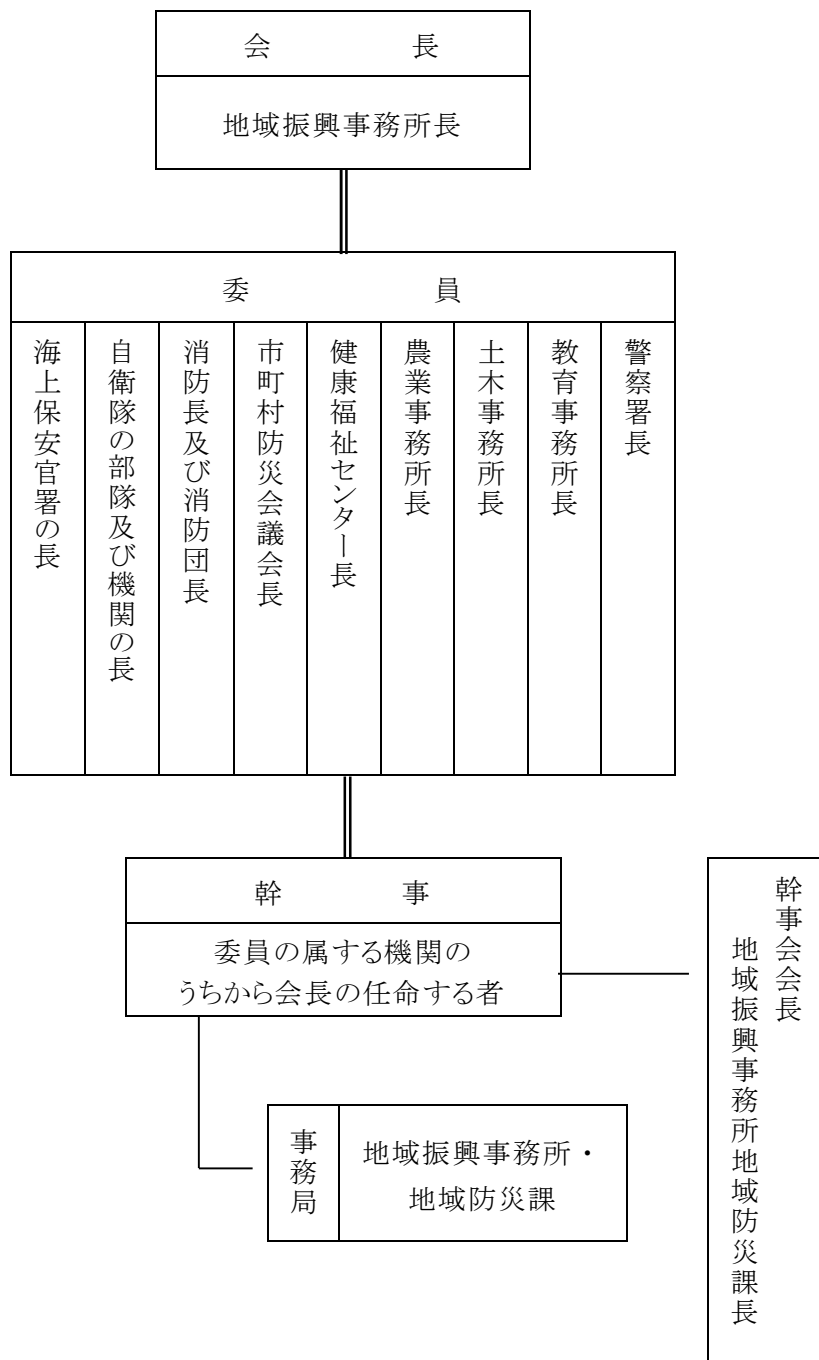 会長
地域振興事務所長
委員
警察署長
教育事務所長
土木事務所長
農業事務所長
健康福祉センター長
市町村防災会議会長
消防長及び消防団長
自衛隊の部隊及び機関の長
海上保安官署の長
幹事
委員の属する機関の
うちから会長の任命する者
幹事会会長
地域振興事務所地域防災課長
事務局
地域振興事務所・
地域防災課